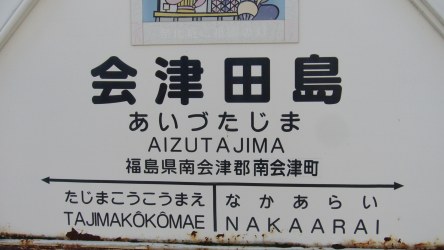 会津田島
あいづたじま
AIZUTAJIMA
福島県南会津郡南会津町
たじまこうこうまえ
TAJIMAKŌKŌMAE
なかあらい
NAKAARAI